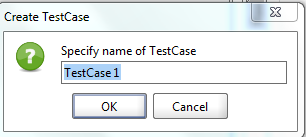 Create TestCase
Specify name of TestCase
TestCase 1
OK
Cancel